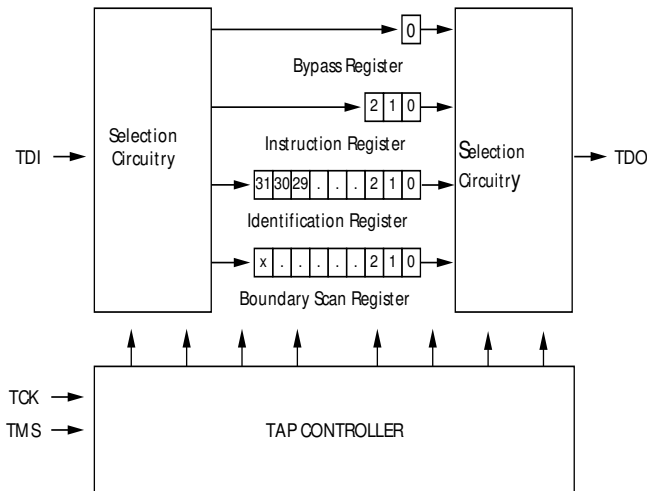 0
Bypass Register
2 1 0
Selection
Circuitry
TDI
Instruction Register
Selection
Circuitry
TDO
31 30 29 . . . 2 1 0
Identification Register
x . . . . . 2 1 0
Boundary Scan Register
TCK
TMS
TAP CONTROLLER